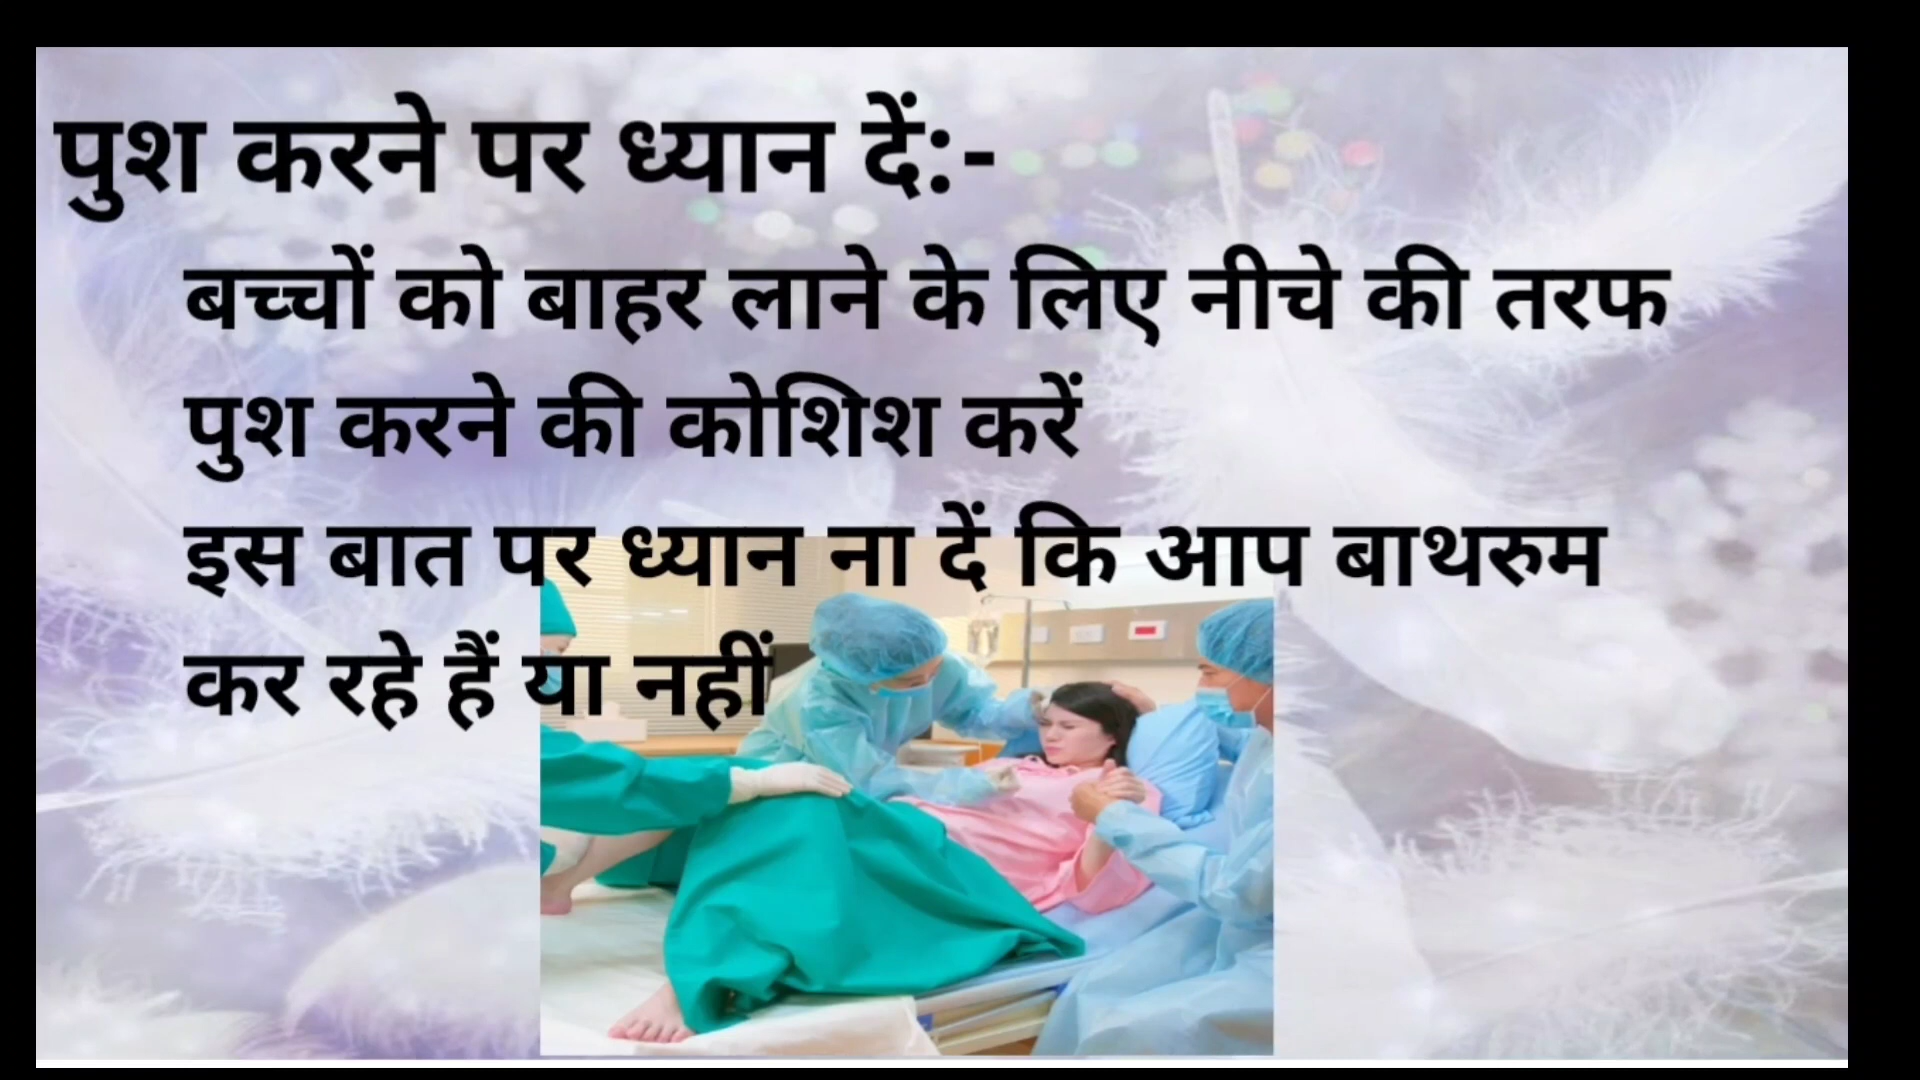 पुश करने पर ध्यान दें:-
बच्चों को बाहर लाने के लिए नीचे की तरफ
पुश करने की कोशिश करें
इस बात पर ध्यान ना दें कि आप बाथरुम
कर रहे हैं या नहीं